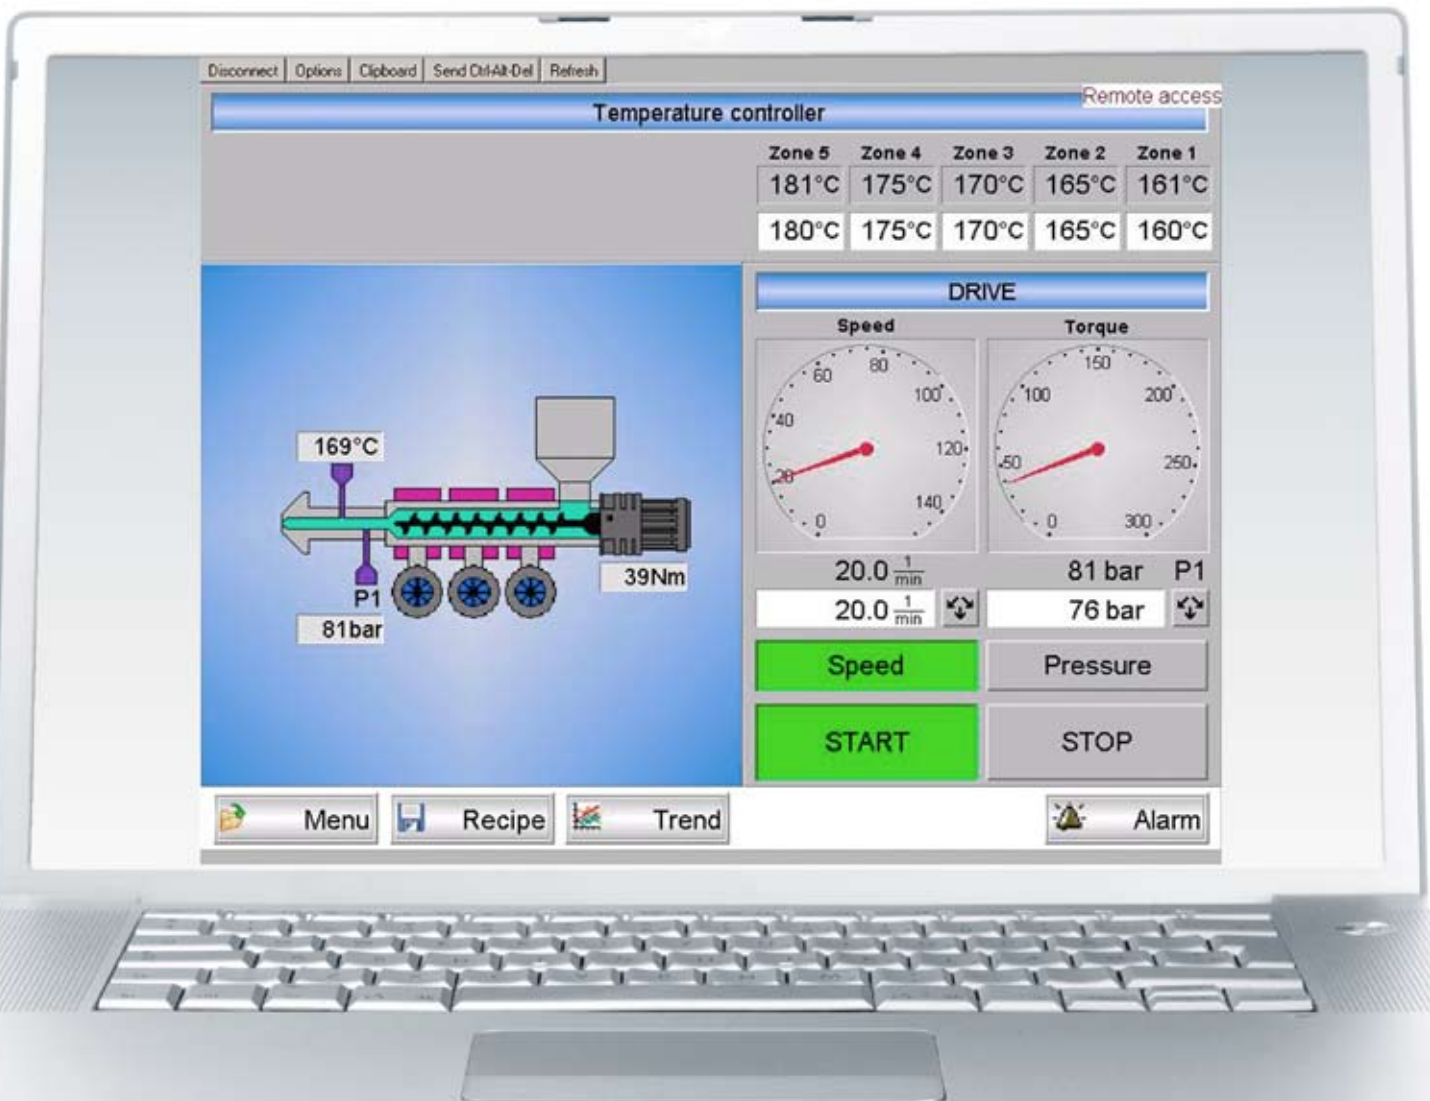 Disconnect Options Clipboard Send Ctrl-Alt-Del Refresh
Remote access
Temperature controller
Zone 5 Zone 4 Zone 3 Zone 2 Zone 1
181°C 175°C 170°C 165°C 161°C
180°C 175°C 170°C 165°C 160°C
DRIVE
Speed Torque
0 20 40 60 80 100 120 140
0 50 100 150 200 250 300
169°C
39Nm
P1
81bar
20.0 1/min 81 bar P1
20.0 1/min 76 bar
Speed Pressure
START STOP
Menu Recipe Trend Alarm